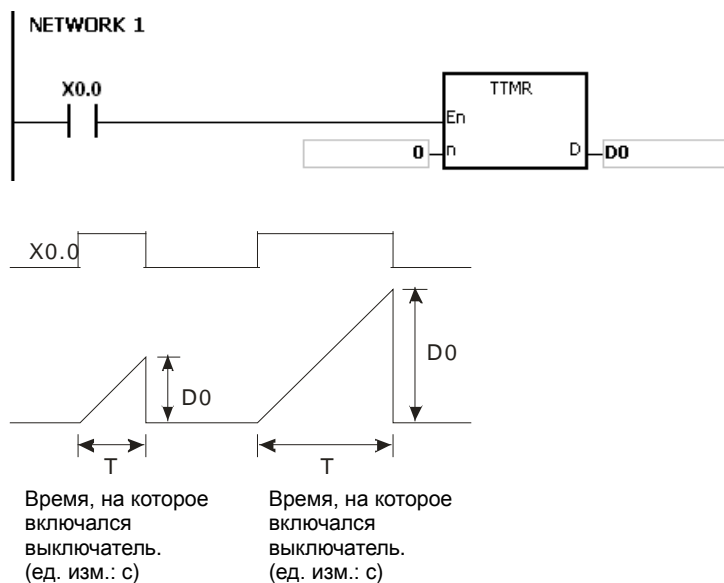 NETWORK 1
X0.0
TTMR
En
0 n D D0
X0.0
D0
D0
T
T
Время, на которое
включался
выключатель.
(ед. изм.: с)
Время, на которое
включался
выключатель.
(ед. изм.: с)